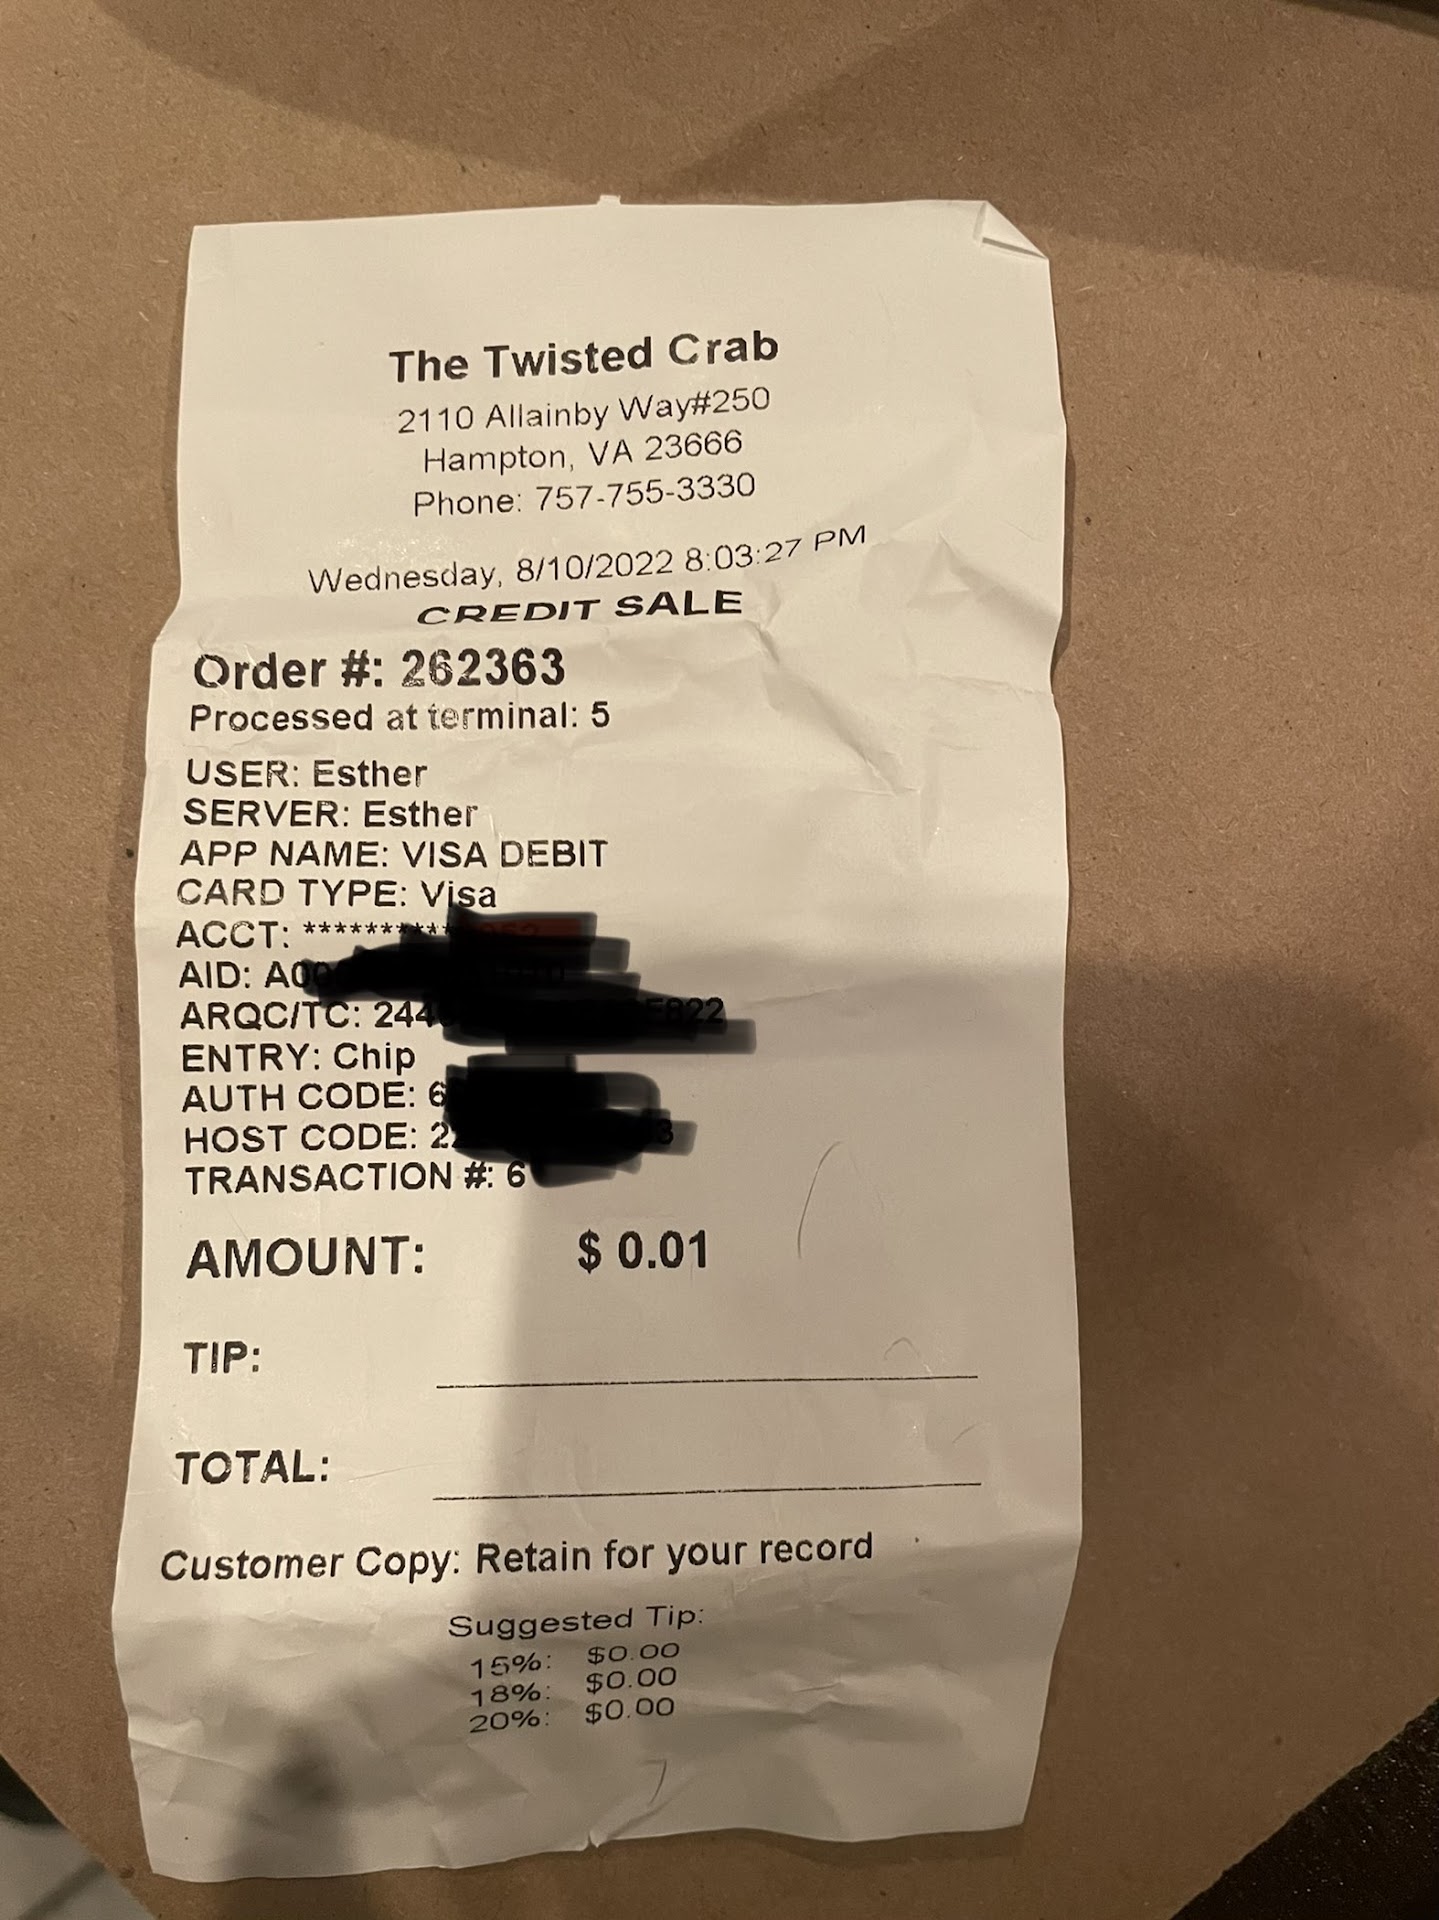 The Twisted Crab
2110 Allainby Way#250
Hampton, VA 23666
Phone: 757-755-3330
Wednesday, 8/10/2022 8:03:27 PM
CREDIT SALE
Order #: 262363
Processed at terminal: 5
USER: Esther
SERVER: Esther
APP NAME: VISA DEBIT
CARD TYPE: Visa
ACCT:
AID:
ARQC/TC:
ENTRY: Chip
AUTH CODE:
HOST CODE:
TRANSACTION #:
AMOUNT: $ 0.01
TIP:
TOTAL:
Customer Copy: Retain for your record
Suggested Tip:
15%: $0.00
18%: $0.00
20%: $0.00